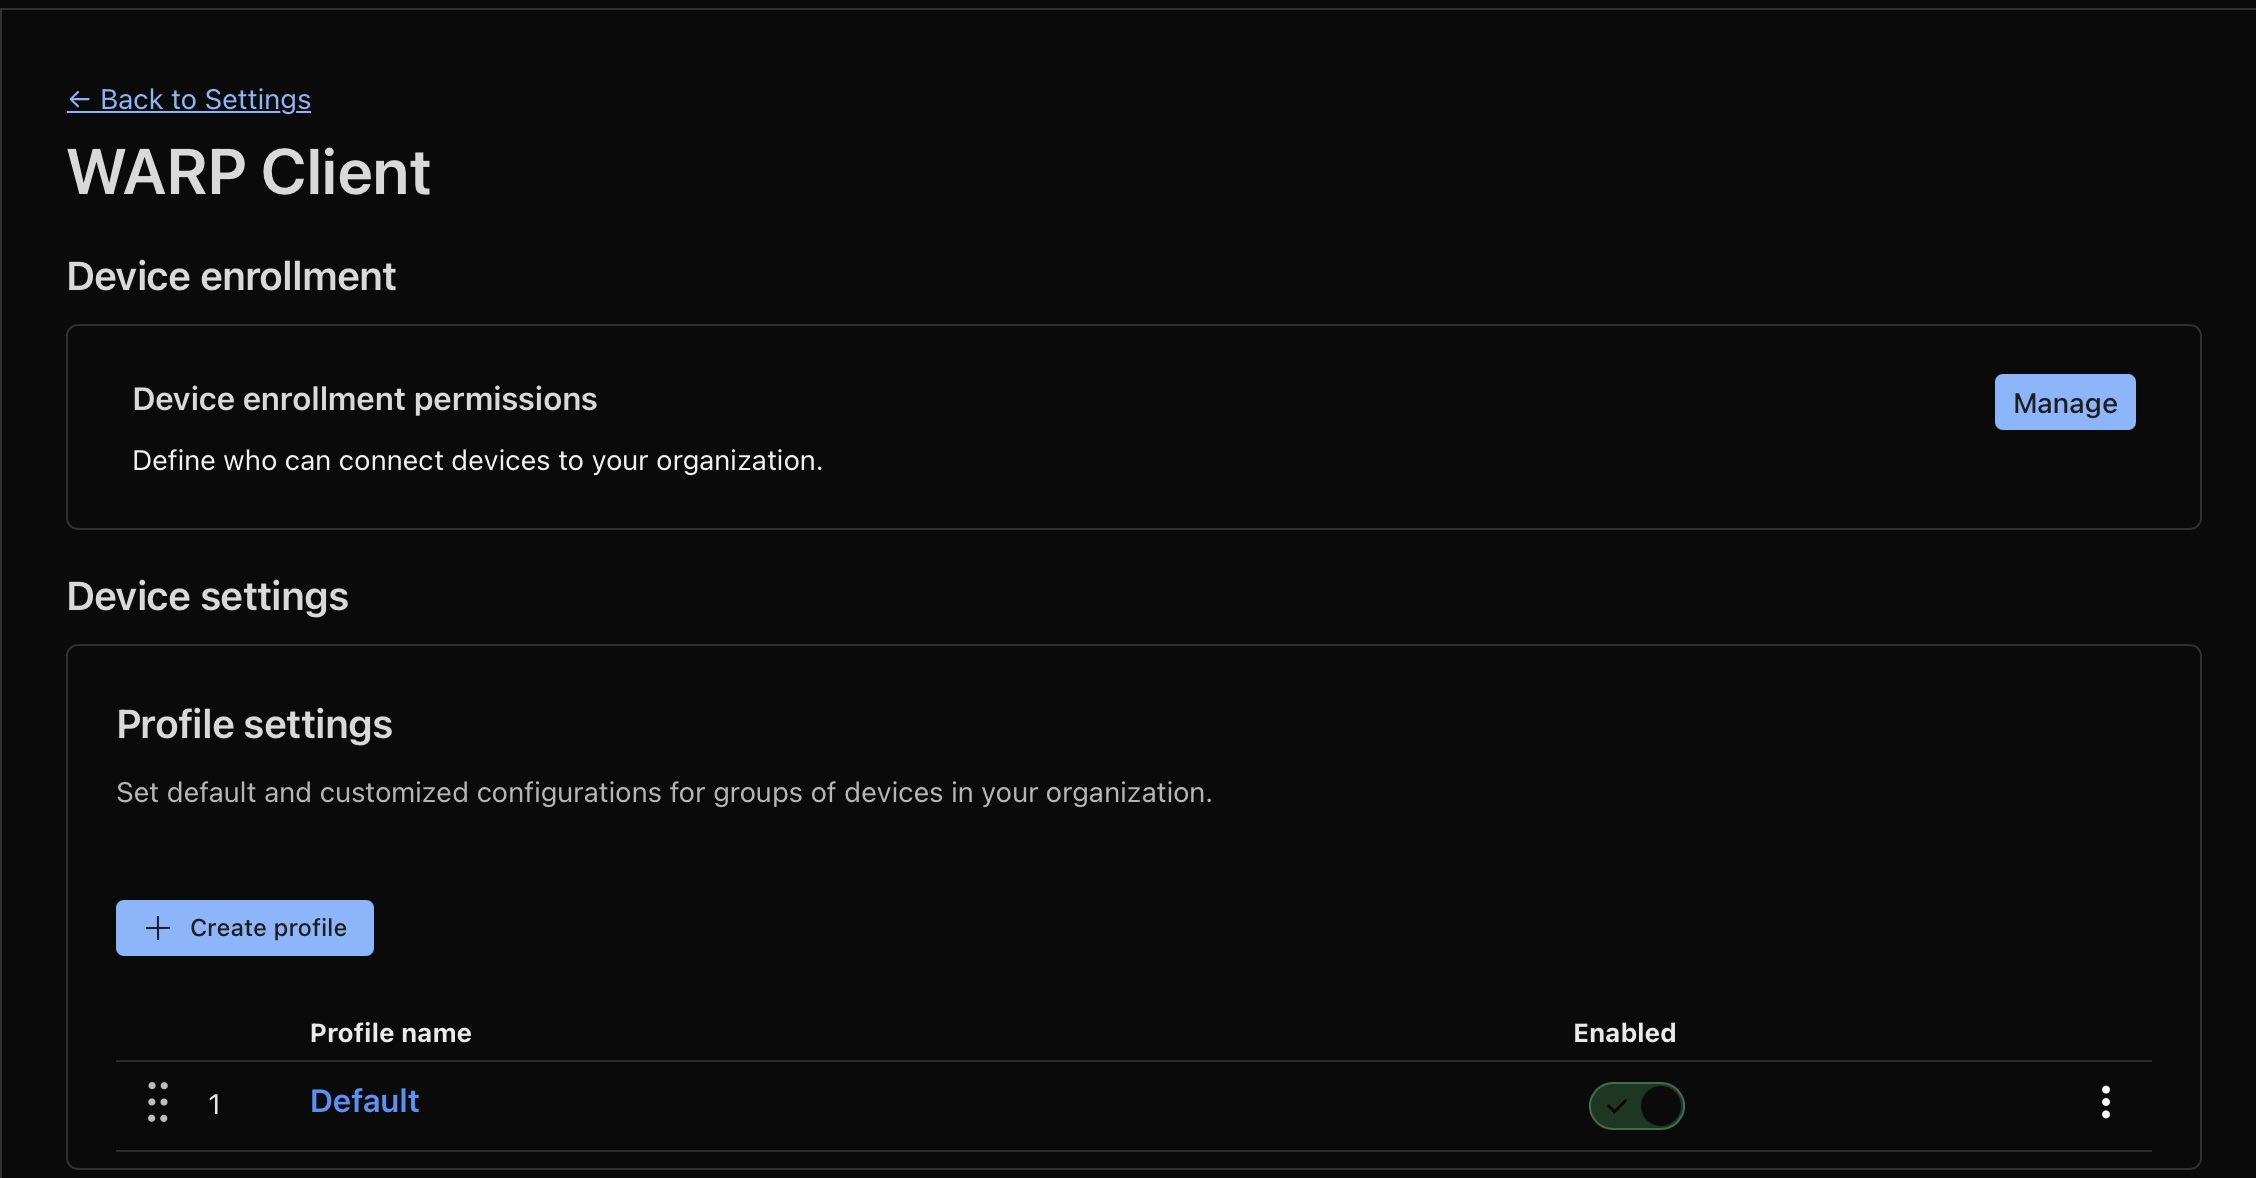 ← Back to Settings
WARP Client
Device enrollment
Device enrollment permissions
Manage
Define who can connect devices to your organization.
Device settings
Profile settings
Set default and customized configurations for groups of devices in your organization.
+ Create profile
Profile name Enabled
1 Default